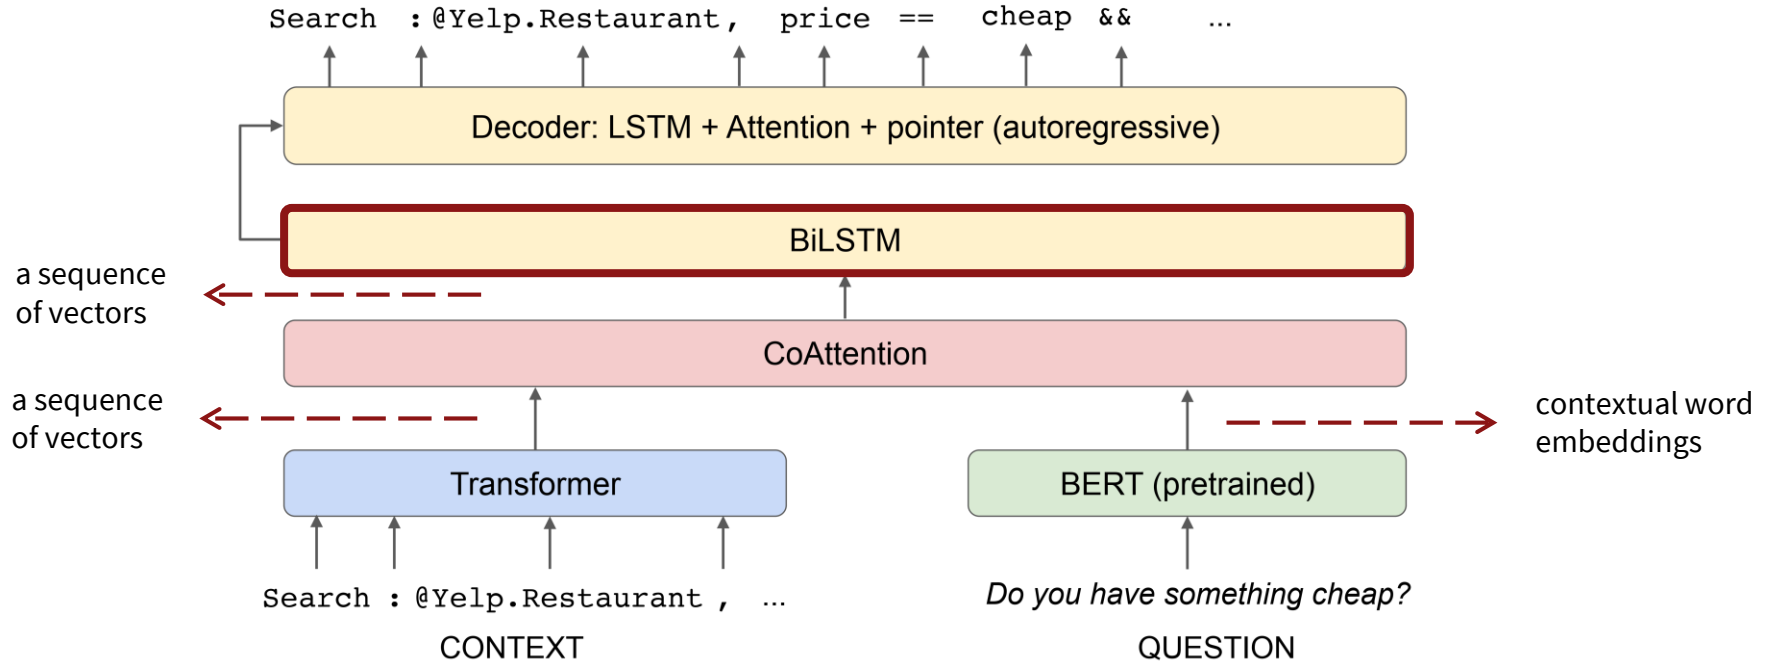 Search : @Yelp.Restaurant, price == cheap && ...
Decoder: LSTM + Attention + pointer (autoregressive)
BiLSTM
a sequence
of vectors
CoAttention
a sequence
of vectors
contextual word
embeddings
Transformer
BERT (pretrained)
Search : @Yelp.Restaurant , ...
Do you have something cheap?
CONTEXT
QUESTION